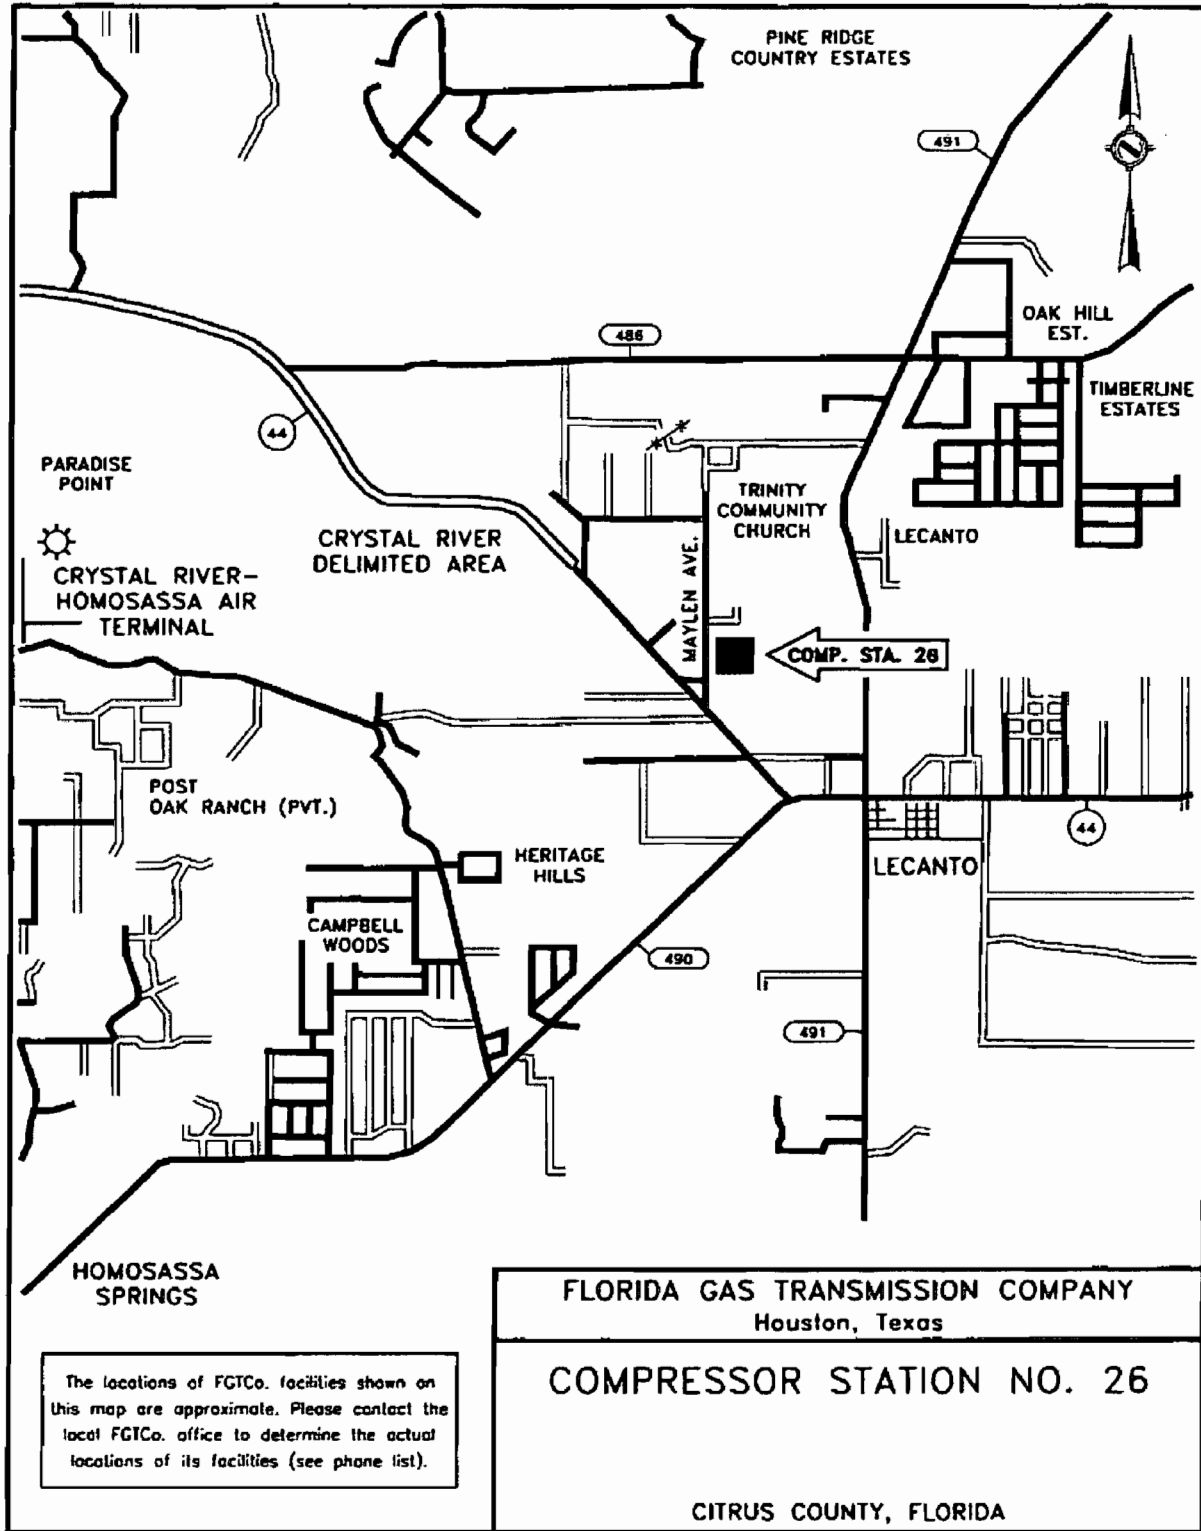 PINE RIDGE
COUNTRY ESTATES
491
N
OAK HILL
EST.
486
TIMBERLINE
ESTATES
44
PARADISE
POINT
TRINITY
COMMUNITY
CHURCH
LECANTO
CRYSTAL RIVER
DELIMITED AREA
MAYLEN AVE.
CRYSTAL RIVER-
HOMOSASSA AIR
TERMINAL
COMP. STA. 26
POST
OAK RANCH (PVT.)
44
HERITAGE
HILLS
LECANTO
CAMPBELL
WOODS
490
491
HOMOSASSA
SPRINGS
FLORIDA GAS TRANSMISSION COMPANY
Houston, Texas
The locations of FGTCo. facilities shown on
this map are approximate. Please contact the
local FGTCo. office to determine the actual
locations of its facilities (see phone list).
COMPRESSOR STATION NO. 26
CITRUS COUNTY, FLORIDA